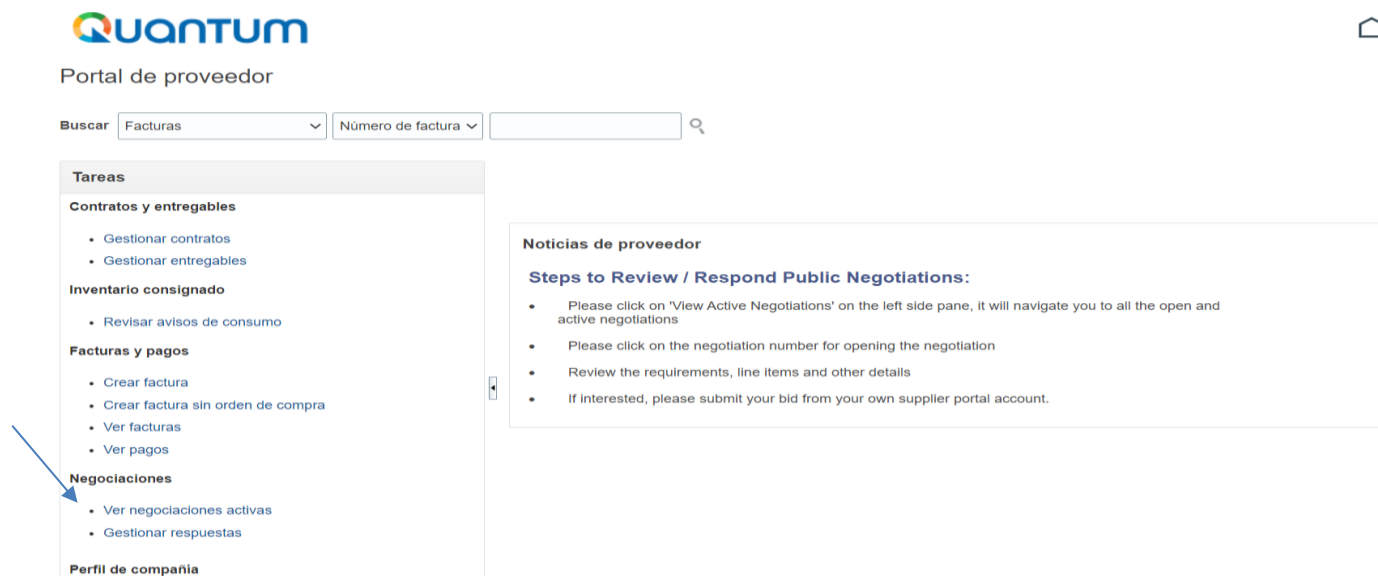 QUANTUM
Portal de proveedor
Buscar Facturas Número de factura
Tareas
Contratos y entregables
• Gestionar contratos
• Gestionar entregables
Inventario consignado
• Revisar avisos de consumo
Facturas y pagos
• Crear factura
• Crear factura sin orden de compra
• Ver facturas
• Ver pagos
Negociaciones
• Ver negociaciones activas
• Gestionar respuestas
Perfil de compañía
Noticias de proveedor
Steps to Review / Respond Public Negotiations:
• Please click on 'View Active Negotiations' on the left side pane, it will navigate you to all the open and
active negotiations
• Please click on the negotiation number for opening the negotiation
• Review the requirements, line items and other details
• If interested, please submit your bid from your own supplier portal account.